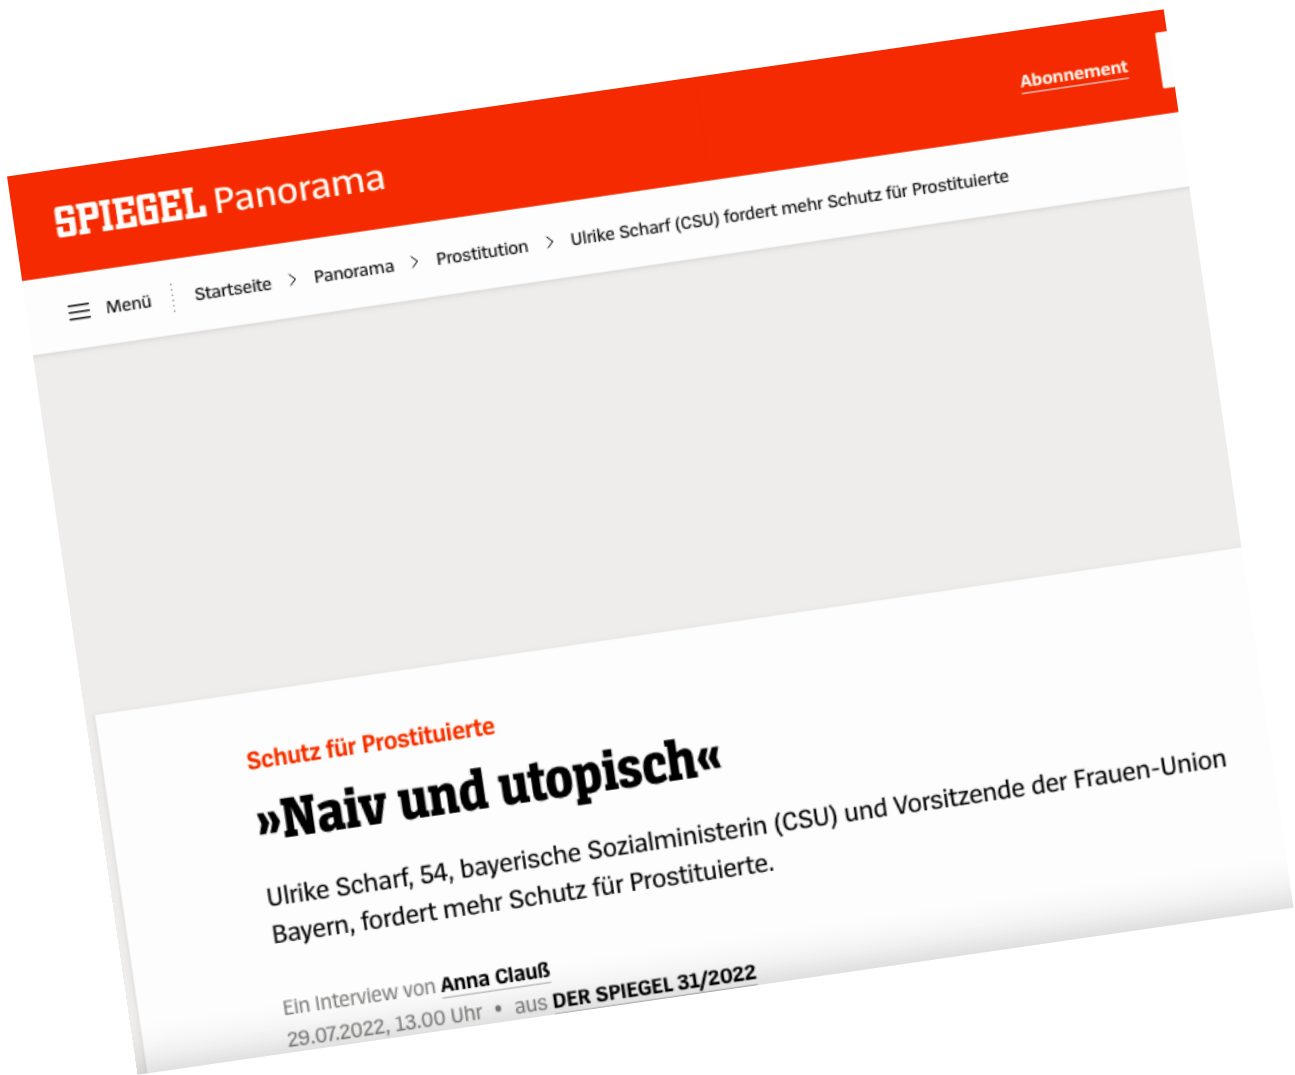 Abonnement
SPIEGEL Panorama
Menü Startseite > Panorama > Prostitution > Ulrike Scharf (CSU) fordert mehr Schutz für Prostituierte
Schutz für Prostituierte
»Naiv und utopisch«
Ulrike Scharf, 54, bayerische Sozialministerin (CSU) und Vorsitzende der Frauen-Union
Bayern, fordert mehr Schutz für Prostituierte.
Ein Interview von Anna Clauß
29.07.2022, 13.00 Uhr • aus DER SPIEGEL 31/2022